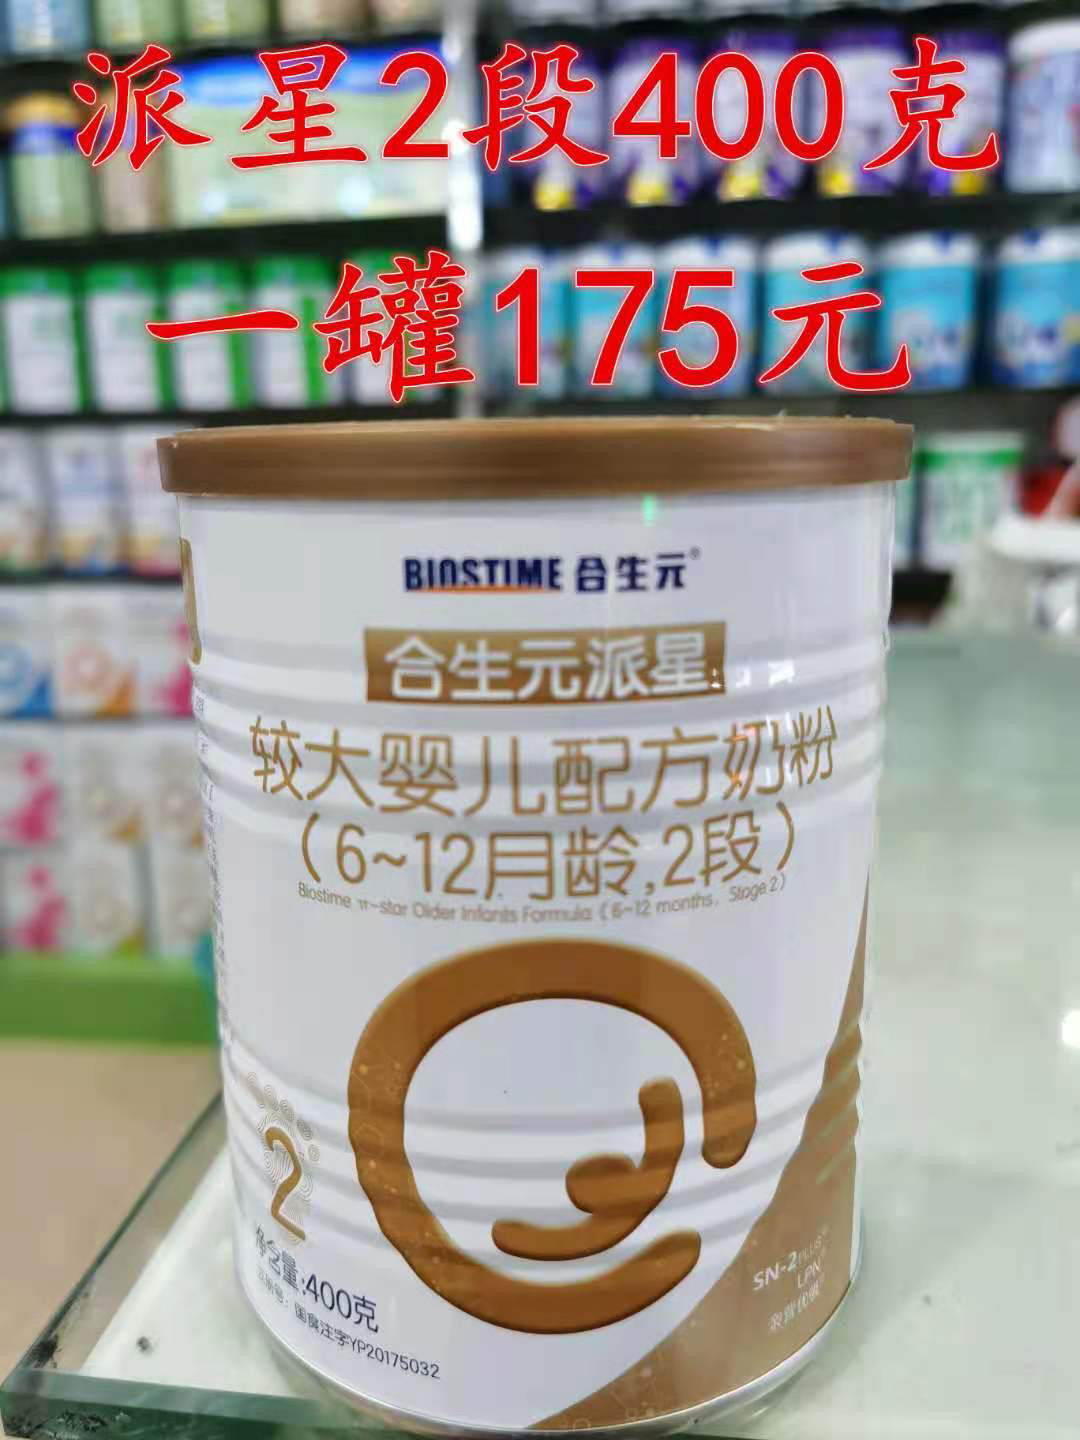 派星2段400克
一罐175元
BIOSTIME 合生元®
合生元派星
较大婴儿配方奶粉
(6~12月龄,2段)
Biostime π-star Older Infants Formula (6-12 months, Stage 2)
2
净含量:400克
国食注字YP20175032
SN-2 PLUS
LPN